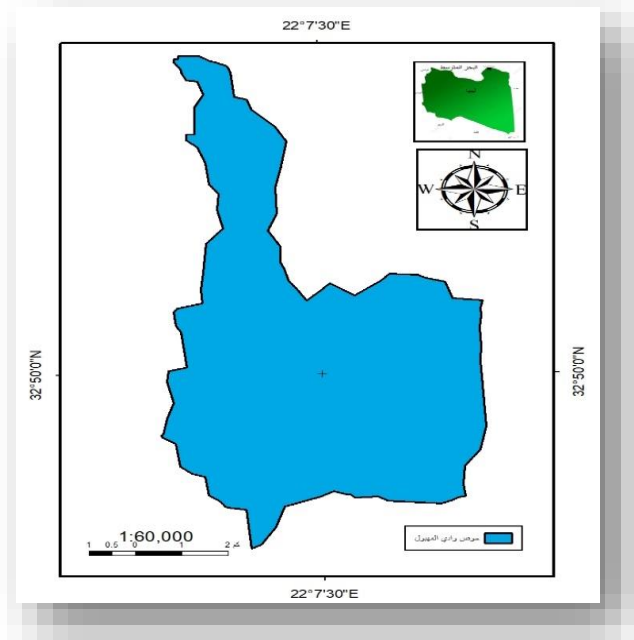 22°7'30"E
البحر المتوسط
N
W E
S
32°50'0"N
32°50'0"N
1:60,000
1 0.5 0 1 2 كم
حوض وادي المهبول
22°7'30"E